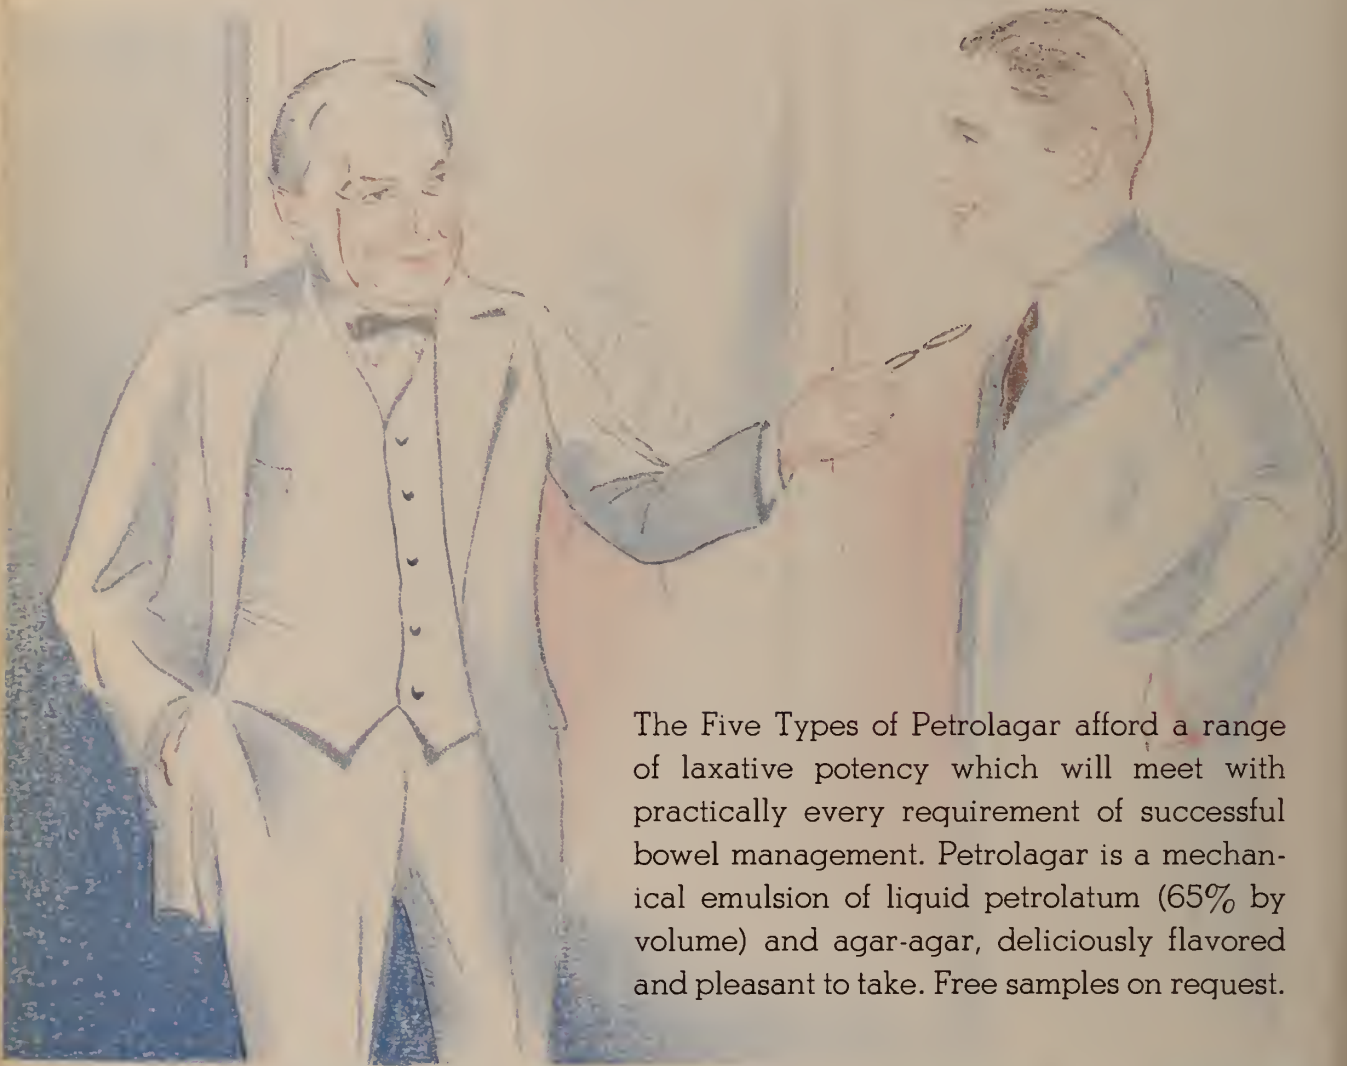 The Five Types of Petrolagar afford a range
of laxative potency which will meet with
practically every requirement of successful
bowel management. Petrolagar is a mechan-
ical emulsion of liquid petrolatum (65% by
volume) and agar-agar, deliciously flavored
and pleasant to take. Free samples on request.